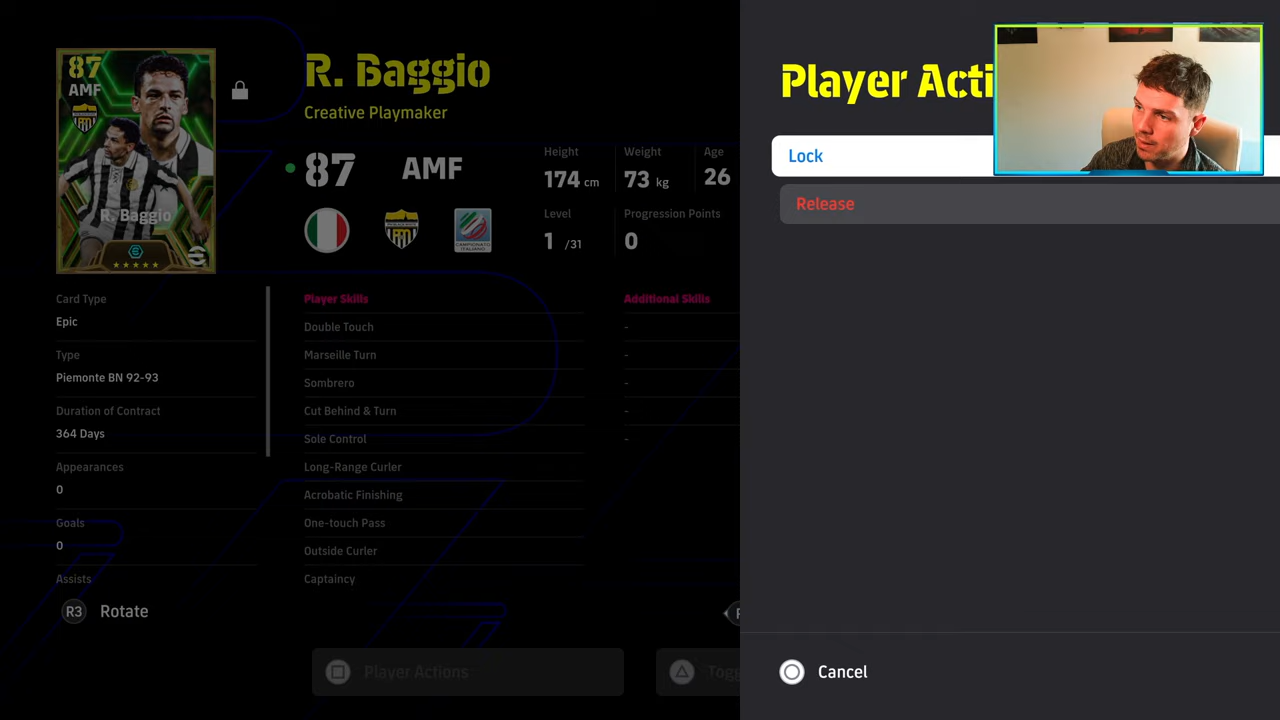 87
AMF
R. Baggio
R. Baggio
Creative Playmaker
87 AMF
Height
174 cm
Weight
73 kg
Age
26
Level
1 /31
Progression Points
0
Card Type
Epic
Type
Piemonte BN 92-93
Duration of Contract
364 Days
Appearances
0
Goals
0
Assists
R3 Rotate
Player Skills
Double Touch
Marseille Turn
Sombrero
Cut Behind & Turn
Sole Control
Long-Range Curler
Acrobatic Finishing
One-touch Pass
Outside Curler
Captaincy
Additional Skills
-
-
-
-
-
Player Actions
Togg
Player Acti
Lock
Release
Cancel